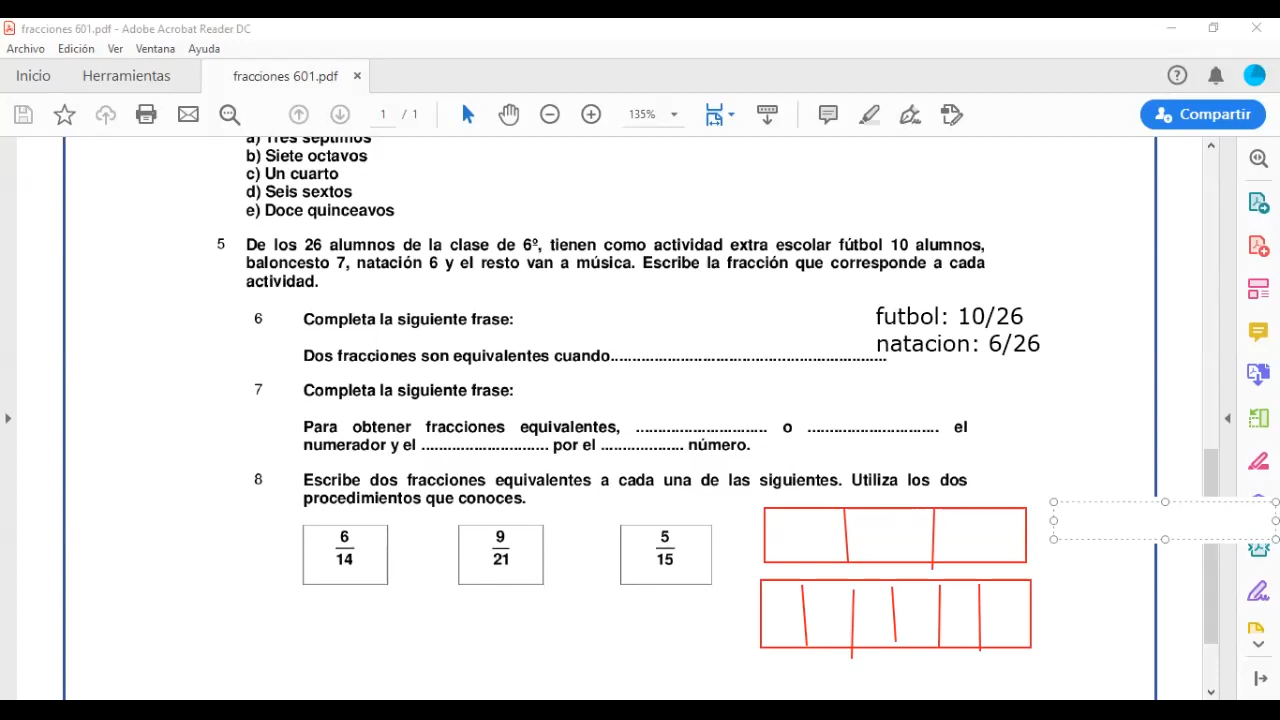 fracciones 601.pdf - Adobe Acrobat Reader DC
Archivo Edición Ver Ventana Ayuda
Inicio Herramientas fracciones 601.pdf ×
1 / 1 135% Compartir
a) Tres séptimos
b) Siete octavos
c) Un cuarto
d) Seis sextos
e) Doce quinceavos
5 De los 26 alumnos de la clase de 6º, tienen como actividad extra escolar fútbol 10 alumnos,
baloncesto 7, natación 6 y el resto van a música. Escribe la fracción que corresponde a cada
actividad.
futbol: 10/26
6 Completa la siguiente frase:
natacion: 6/26
Dos fracciones son equivalentes cuando...............................................................
7 Completa la siguiente frase:
Para obtener fracciones equivalentes, .............................. o .............................. el
numerador y el ............................. por el ................... número.
8 Escribe dos fracciones equivalentes a cada una de las siguientes. Utiliza los dos
procedimientos que conoces.
6 9 5
14 21 15